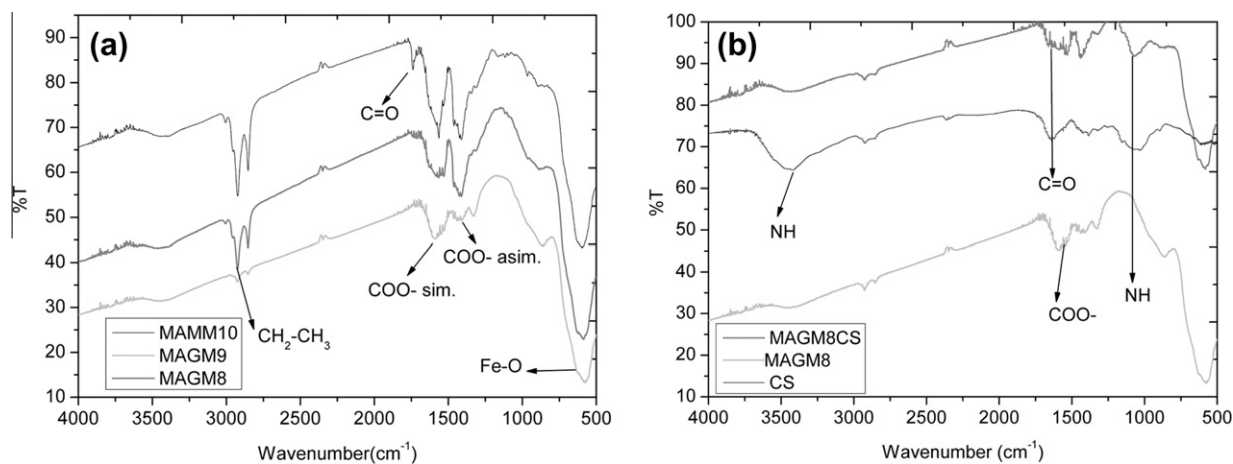 (a)
%T
90
80
70
60
50
40
30
20
10
C=O
COO- asim.
COO- sim.
CH₂-CH₃
Fe-O
MAMM10
MAGM9
MAGM8
4000 3500 3000 2500 2000 1500 1000 500
Wavenumber(cm⁻¹)
(b)
%T
100
90
80
70
60
50
40
30
20
10
NH
C=O
COO-
NH
MAGM8CS
MAGM8
CS
4000 3500 3000 2500 2000 1500 1000 500
Wavenumber (cm⁻¹)